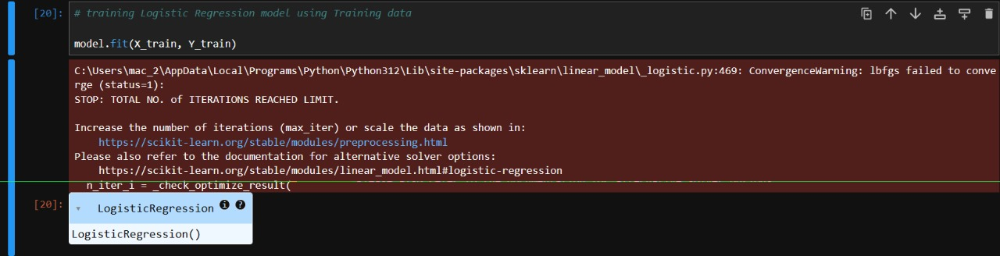 [20]: # training Logistic Regression model using Training data
model.fit(X_train, Y_train)
C:\Users\mac_2\AppData\Local\Programs\Python\Python312\Lib\site-packages\sklearn\linear_model\_logistic.py:469: ConvergenceWarning: lbfgs failed to conve
rge (status=1):
STOP: TOTAL NO. of ITERATIONS REACHED LIMIT.
Increase the number of iterations (max_iter) or scale the data as shown in:
https://scikit-learn.org/stable/modules/preprocessing.html
Please also refer to the documentation for alternative solver options:
https://scikit-learn.org/stable/modules/linear_model.html#logistic-regression
n_iter_i = _check_optimize_result(
[20]: LogisticRegression
LogisticRegression()